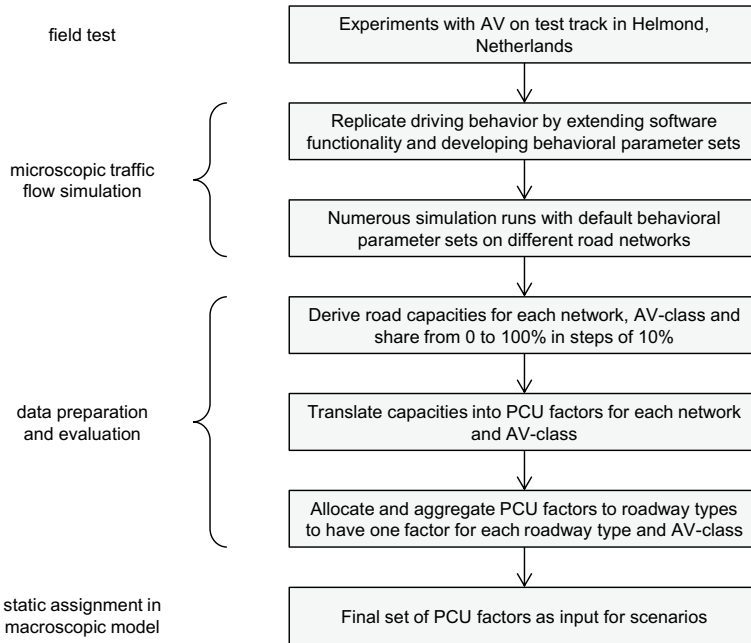 field test
Experiments with AV on test track in Helmond,
Netherlands
microscopic traffic
flow simulation
Replicate driving behavior by extending software
functionality and developing behavioral parameter sets
Numerous simulation runs with default behavioral
parameter sets on different road networks
data preparation
and evaluation
Derive road capacities for each network, AV-class and
share from 0 to 100% in steps of 10%
Translate capacities into PCU factors for each network
and AV-class
Allocate and aggregate PCU factors to roadway types
to have one factor for each roadway type and AV-class
static assignment in
macroscopic model
Final set of PCU factors as input for scenarios